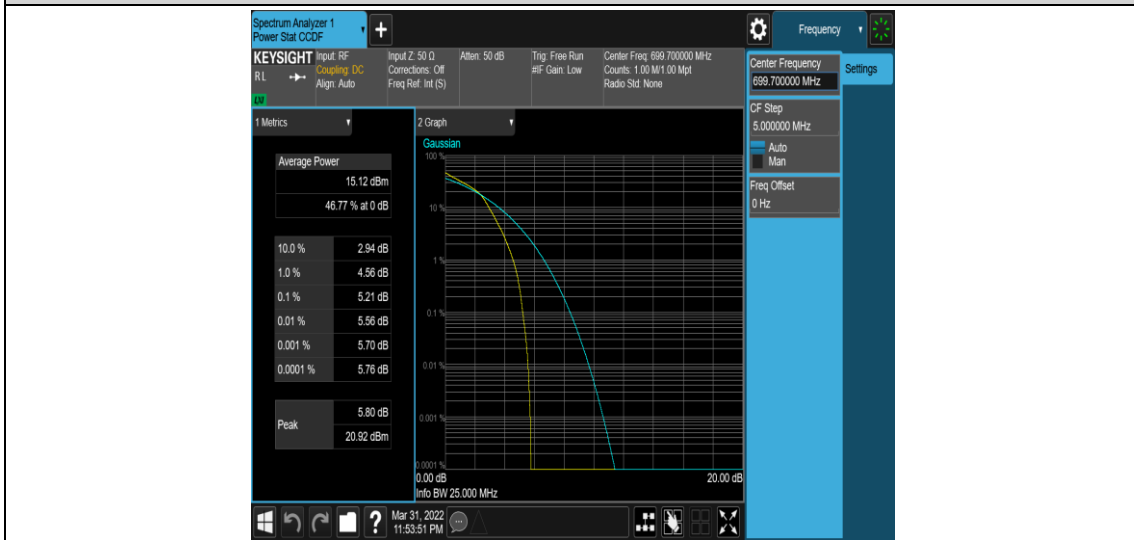 Spectrum Analyzer 1
Power Stat CCDF
+
Frequency
KEYSIGHT
RL
LXI
Input: RF
Coupling: DC
Align: Auto
Input Z: 50 Ω
Corrections: Off
Freq Ref: Int (S)
Atten: 50 dB
Trig: Free Run
#IF Gain: Low
Center Freq: 699.700000 MHz
Counts: 1.00 M/1.00 Mpt
Radio Std: None
Center Frequency
699.700000 MHz
Settings
CF Step
5.000000 MHz
Auto
Man
Freq Offset
0 Hz
1 Metrics
Average Power
15.12 dBm
46.77 % at 0 dB
10.0 % 2.94 dB
1.0 % 4.56 dB
0.1 % 5.21 dB
0.01 % 5.56 dB
0.001 % 5.70 dB
0.0001 % 5.76 dB
Peak
5.80 dB
20.92 dBm
2 Graph
Gaussian
100 %
10 %
1 %
0.1 %
0.01 %
0.001 %
0.0001 %
0.00 dB 20.00 dB
Info BW 25.000 MHz
?
Mar 31, 2022
11:53:51 PM